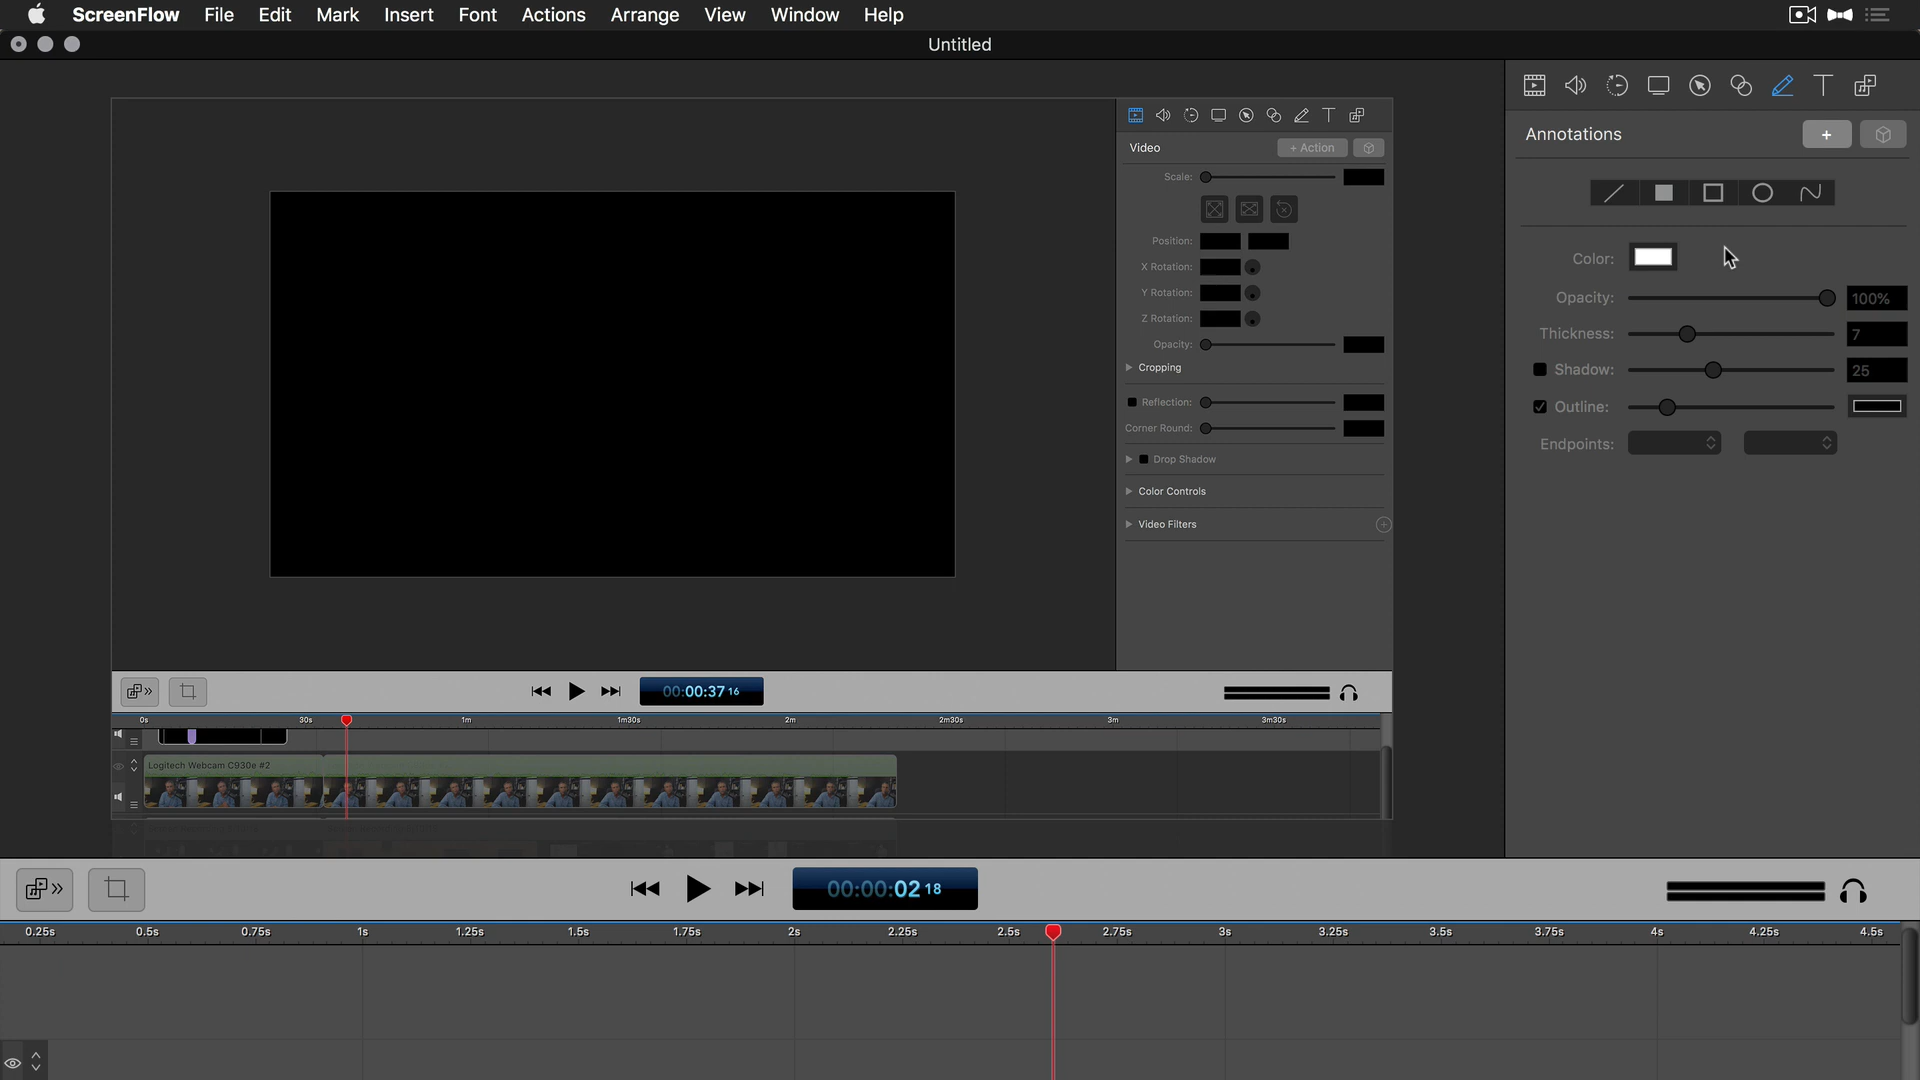 ScreenFlow File Edit Mark Insert Font Actions Arrange View Window Help
Untitled
Annotations
+
Color:
Opacity: 100%
Thickness: 7
Shadow: 25
Outline:
Endpoints:
Video + Action
Scale:
Position:
X Rotation:
Y Rotation:
Z Rotation:
Opacity:
Cropping
Reflection:
Corner Round:
Drop Shadow
Color Controls
Video Filters
00:00:37 16
0s 30s 1m 1m30s 2m 2m30s 3m 3m30s
Logitech Webcam C930e #2
00:00:02 18
0.25s 0.5s 0.75s 1s 1.25s 1.5s 1.75s 2s 2.25s 2.5s 2.75s 3s 3.25s 3.5s 3.75s 4s 4.25s 4.5s